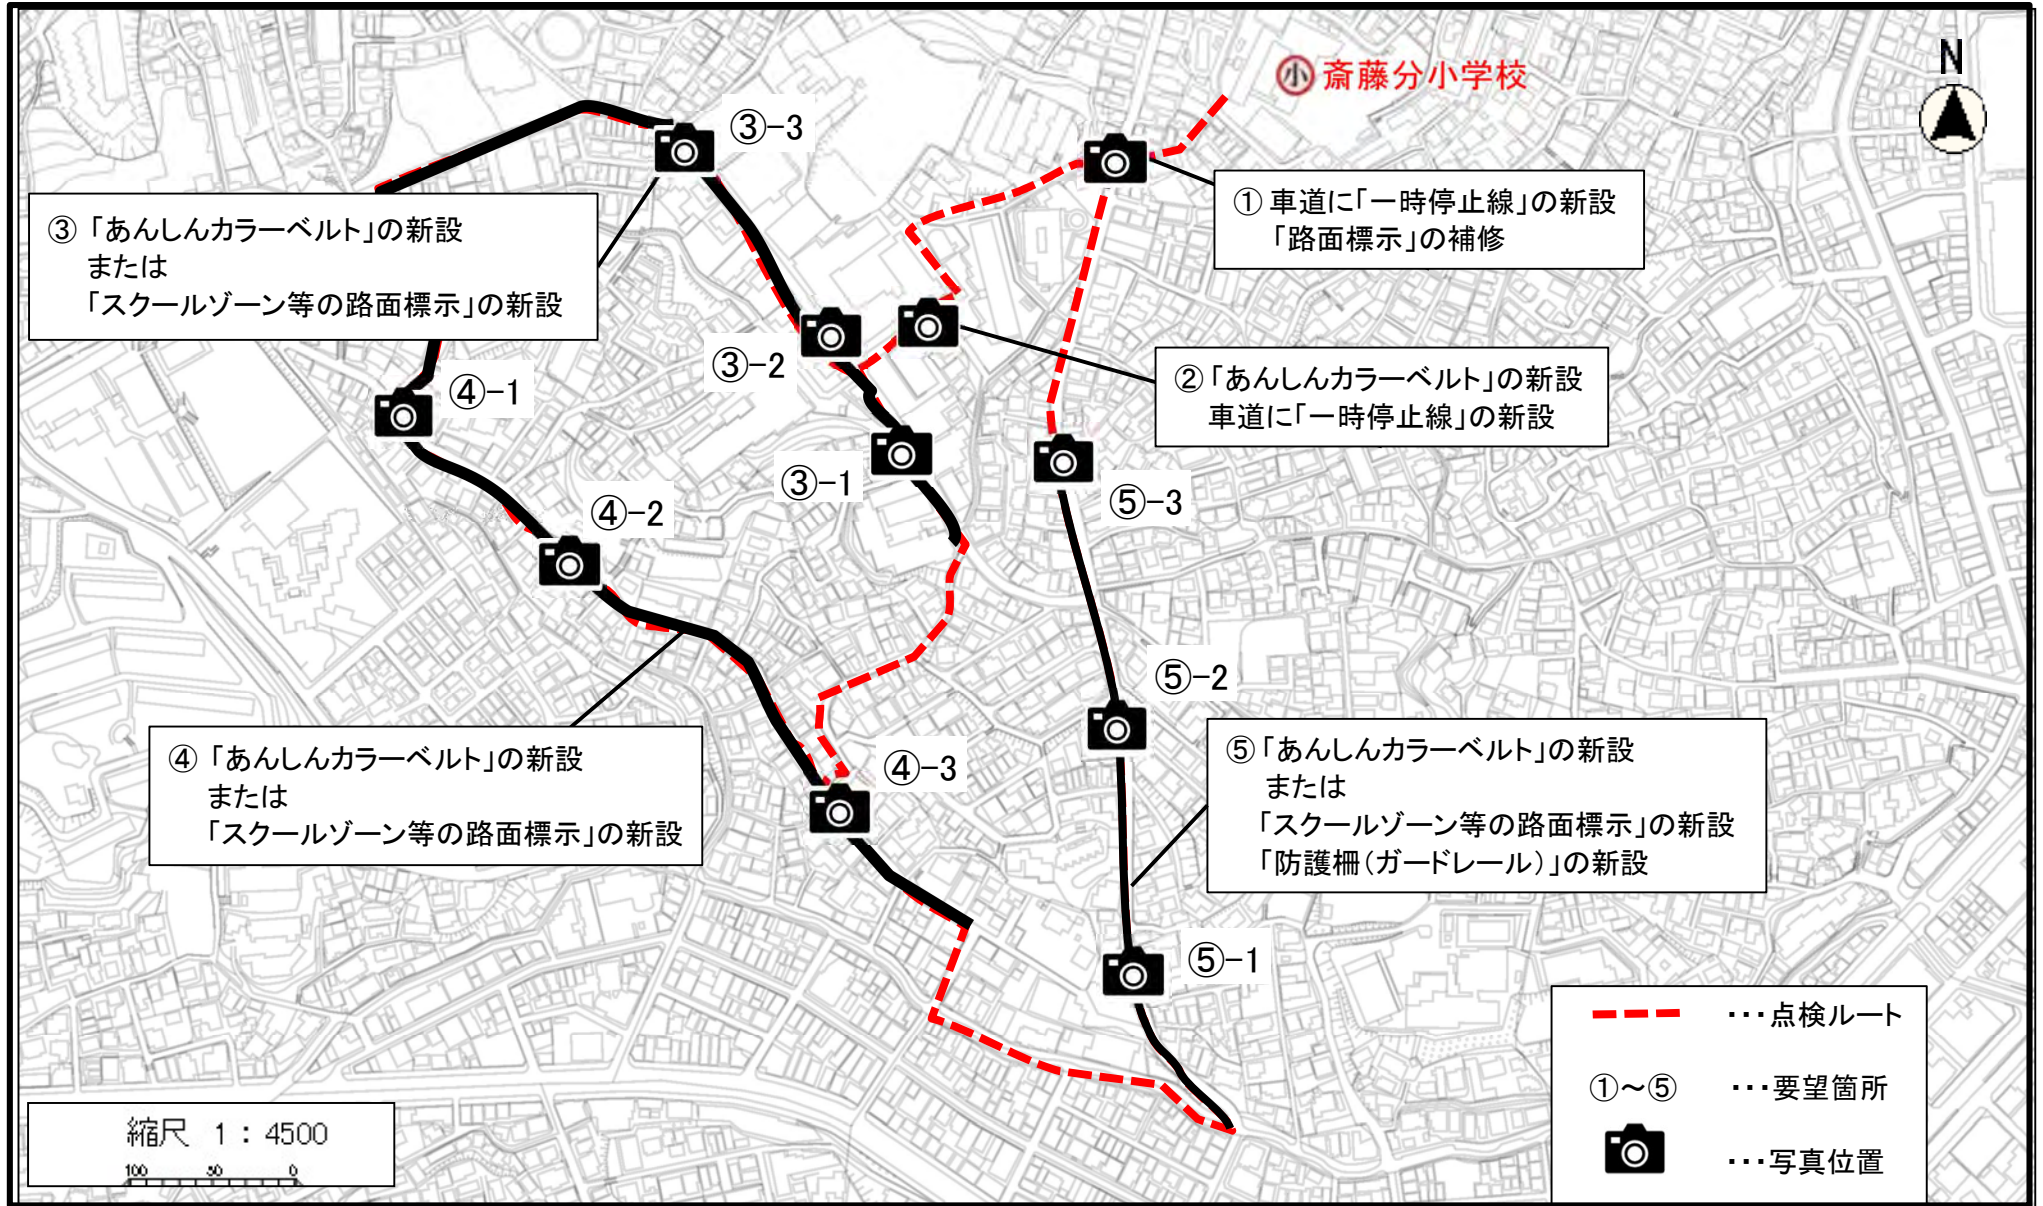 小 斎藤分小学校
N
③-3
① 車道に「一時停止線」の新設
「路面標示」の補修
③ 「あんしんカラーベルト」の新設
または
「スクールゾーン等の路面標示」の新設
③-2
② 「あんしんカラーベルト」の新設
車道に「一時停止線」の新設
④-1
③-1
⑤-3
④-2
⑤-2
④ 「あんしんカラーベルト」の新設
または
「スクールゾーン等の路面標示」の新設
④-3
⑤ 「あんしんカラーベルト」の新設
または
「スクールゾーン等の路面標示」の新設
「防護柵(ガードレール)」の新設
⑤-1
・・・点検ルート
①～⑤ ・・・要望箇所
・・・写真位置
縮尺 1：4500
100 50 0